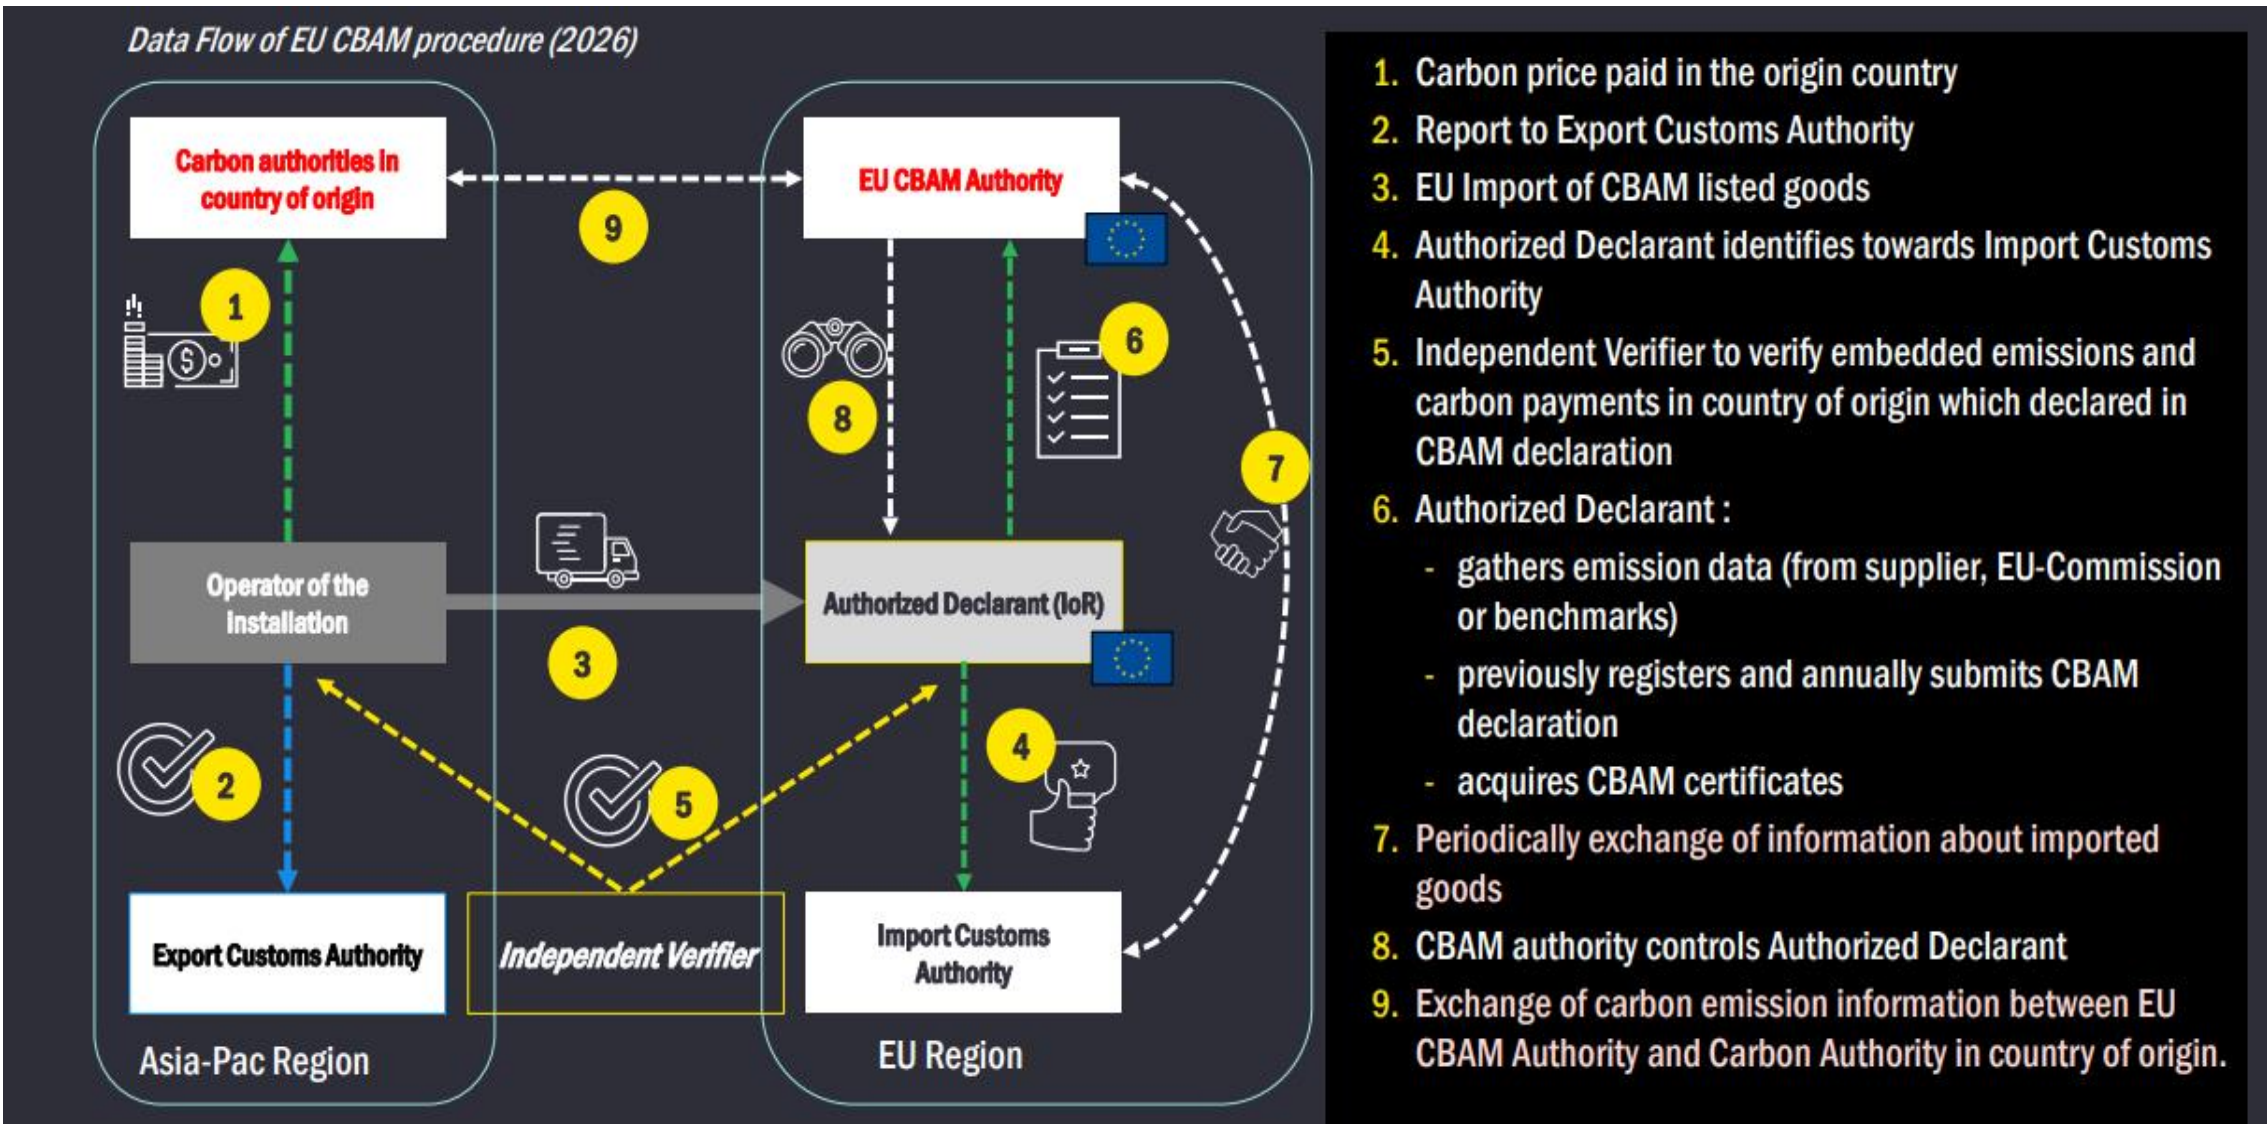 Data Flow of EU CBAM procedure (2026)
Carbon authorities in
country of origin
EU CBAM Authority
9
1
6
8
7
Operator of the
installation
Authorized Declarant (IoR)
3
2
5
4
Export Customs Authority
Independent Verifier
Import Customs
Authority
Asia-Pac Region
EU Region
1. Carbon price paid in the origin country
2. Report to Export Customs Authority
3. EU Import of CBAM listed goods
4. Authorized Declarant identifies towards Import Customs
Authority
5. Independent Verifier to verify embedded emissions and
carbon payments in country of origin which declared in
CBAM declaration
6. Authorized Declarant :
- gathers emission data (from supplier, EU-Commission
or benchmarks)
- previously registers and annually submits CBAM
declaration
- acquires CBAM certificates
7. Periodically exchange of information about imported
goods
8. CBAM authority controls Authorized Declarant
9. Exchange of carbon emission information between EU
CBAM Authority and Carbon Authority in country of origin.